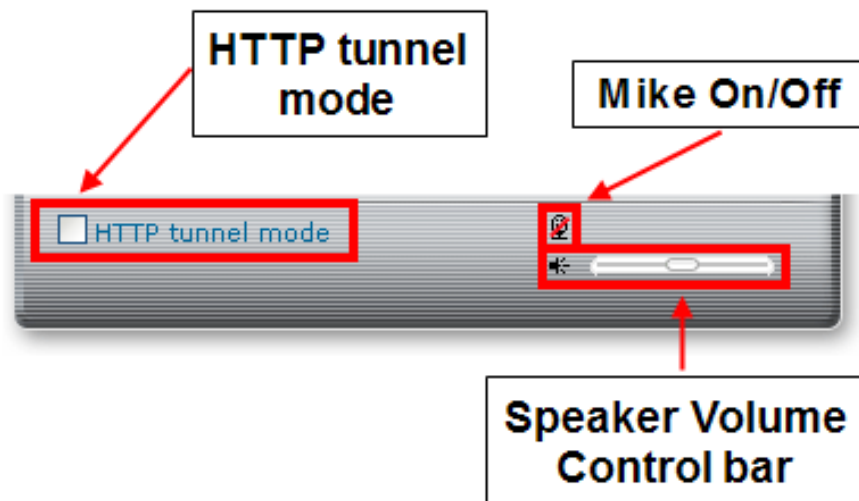 HTTP tunnel
mode
Mike On/Off
HTTP tunnel mode
Speaker Volume
Control bar